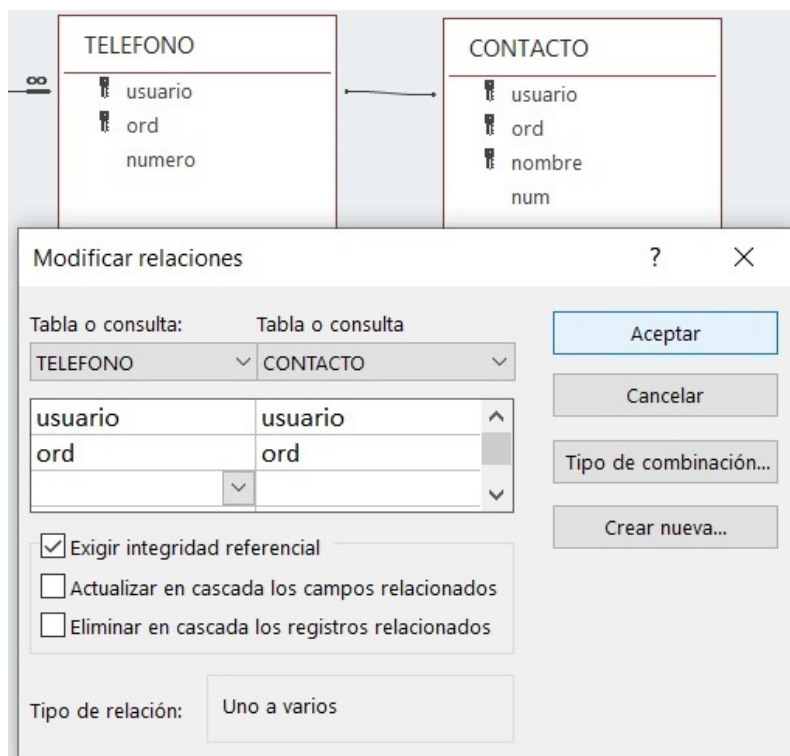 TELEFONO
usuario
ord
numero
CONTACTO
usuario
ord
nombre
num
Modificar relaciones
?
Tabla o consulta: Tabla o consulta
TELEFONO CONTACTO
usuario usuario
ord ord
Exigir integridad referencial
Actualizar en cascada los campos relacionados
Eliminar en cascada los registros relacionados
Tipo de relación: Uno a varios
Aceptar
Cancelar
Tipo de combinación...
Crear nueva...